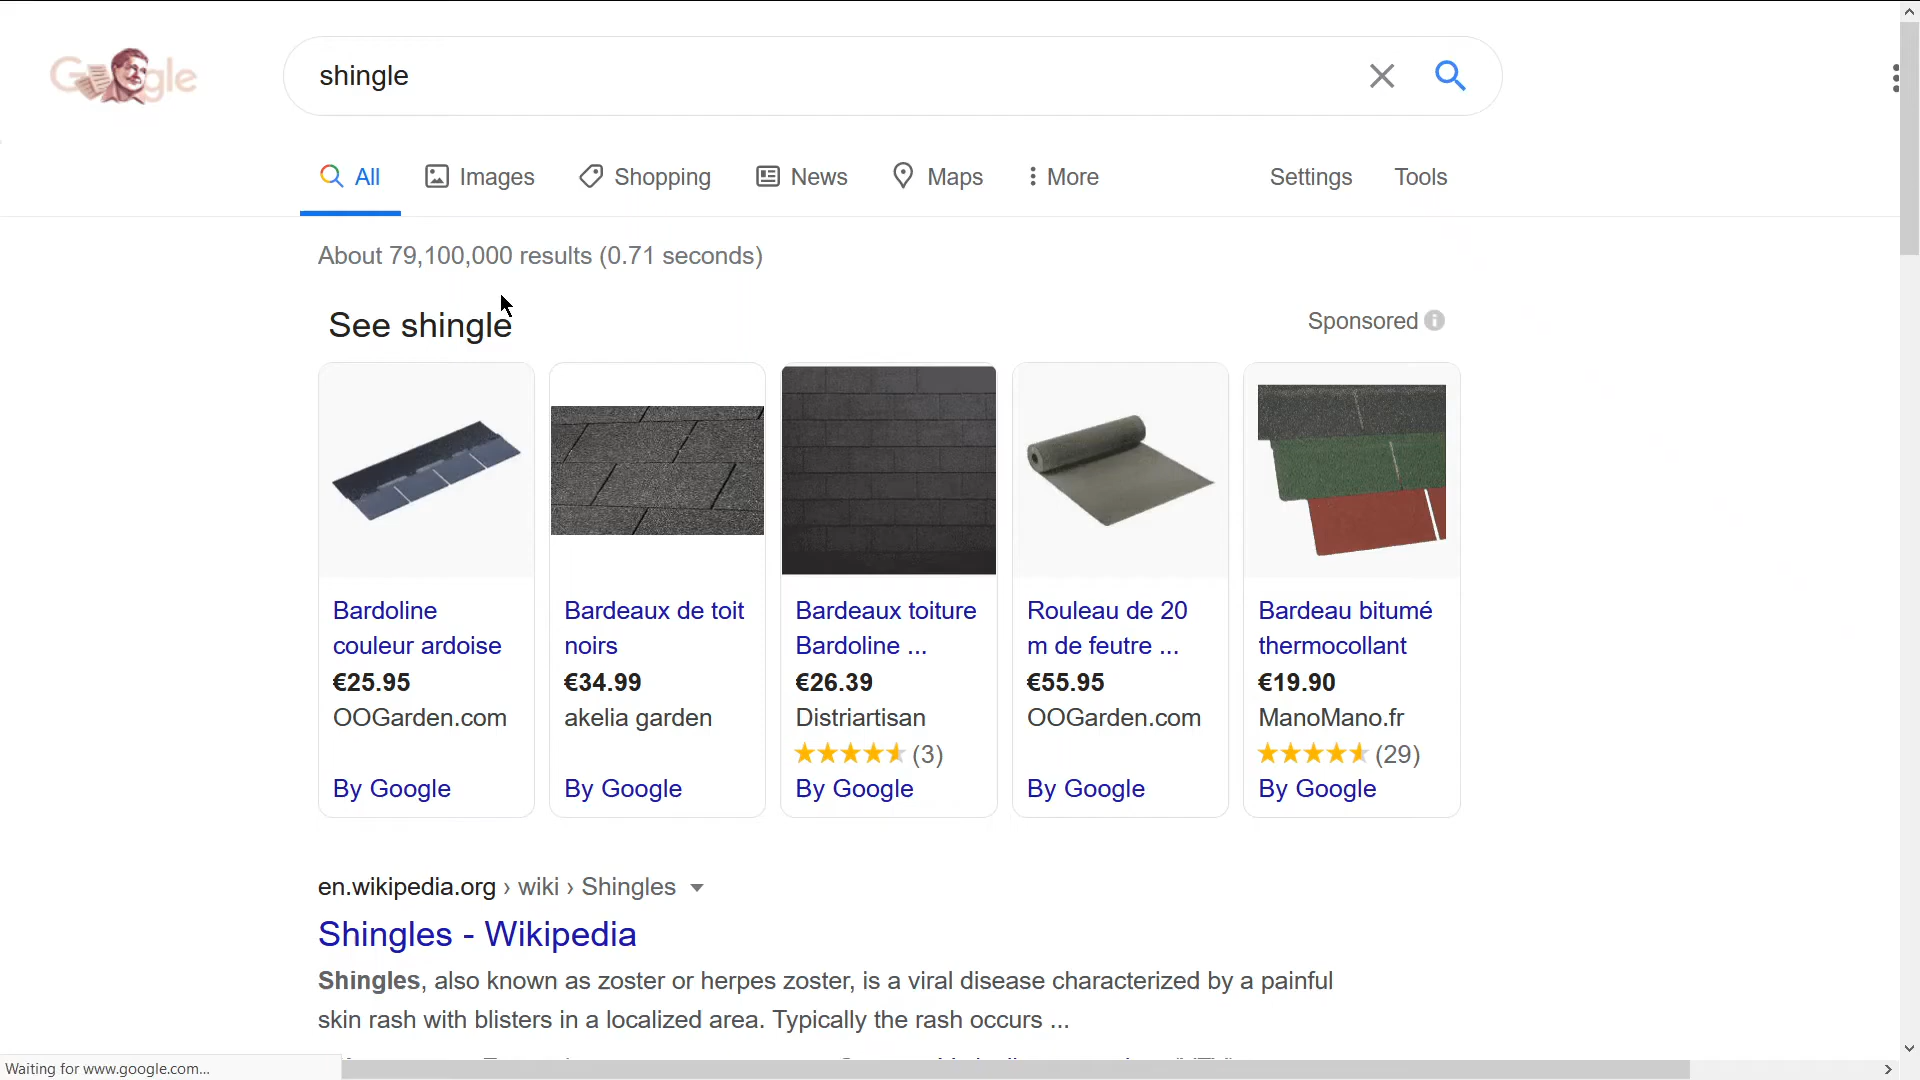 Google
shingle
All Images Shopping News Maps More Settings Tools
About 79,100,000 results (0.71 seconds)
See shingle
Sponsored
Bardoline
couleur ardoise
€25.95
OOGarden.com
By Google
Bardeaux de toit
noirs
€34.99
akelia garden
By Google
Bardeaux toiture
Bardoline ...
€26.39
Distriartisan
(3)
By Google
Rouleau de 20
m de feutre ...
€55.95
OOGarden.com
By Google
Bardeau bitumé
thermocollant
€19.90
ManoMano.fr
(29)
By Google
en.wikipedia.org › wiki › Shingles
Shingles - Wikipedia
Shingles, also known as zoster or herpes zoster, is a viral disease characterized by a painful
skin rash with blisters in a localized area. Typically the rash occurs ...
Waiting for www.google.com...